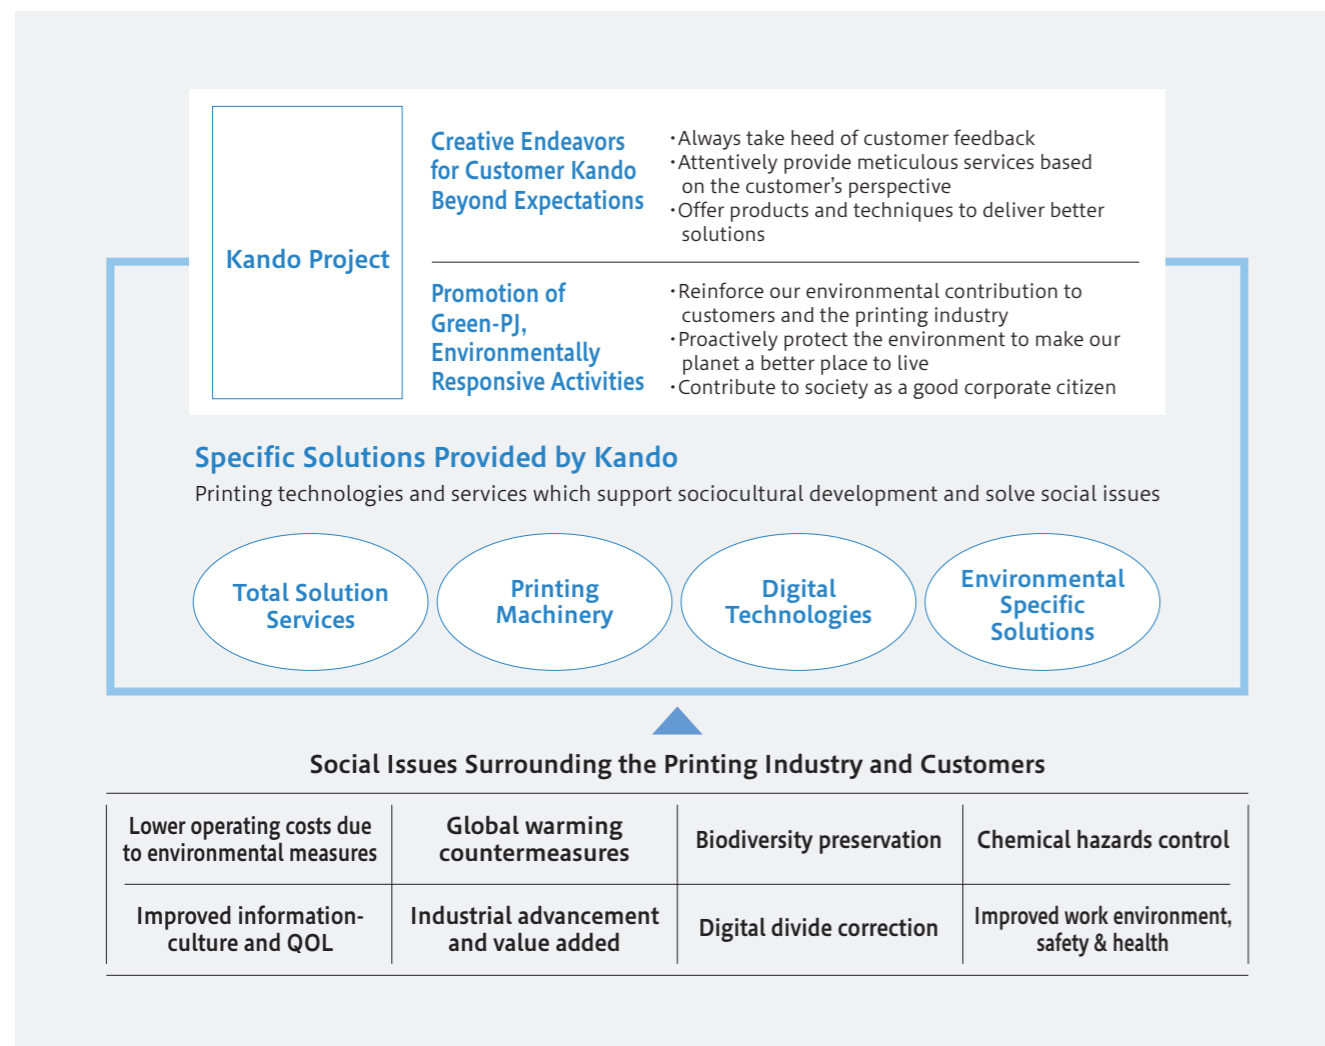 Kando Project
Creative Endeavors
for Customer Kando
Beyond Expectations
・Always take heed of customer feedback
・Attentively provide meticulous services based
on the customer’s perspective
・Offer products and techniques to deliver better
solutions
Promotion of
Green-PJ,
Environmentally
Responsive Activities
・Reinforce our environmental contribution to
customers and the printing industry
・Proactively protect the environment to make our
planet a better place to live
・Contribute to society as a good corporate citizen
Specific Solutions Provided by Kando
Printing technologies and services which support sociocultural development and solve social issues
Total Solution
Services
Printing
Machinery
Digital
Technologies
Environmental
Specific
Solutions
Social Issues Surrounding the Printing Industry and Customers
Lower operating costs due
to environmental measures
Global warming
countermeasures
Biodiversity preservation
Chemical hazards control
Improved information-
culture and QOL
Industrial advancement
and value added
Digital divide correction
Improved work environment,
safety & health